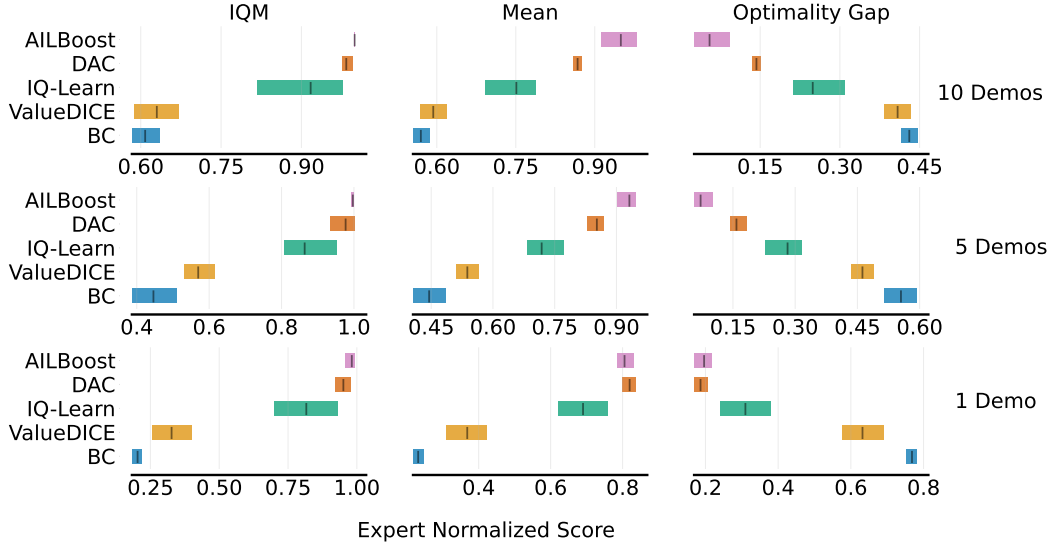 IQM Mean Optimality Gap
AILBoost
DAC
IQ-Learn
ValueDICE
BC
10 Demos
0.60 0.75 0.90 0.60 0.75 0.90 0.15 0.30 0.45
AILBoost
DAC
IQ-Learn
ValueDICE
BC
5 Demos
0.4 0.6 0.8 1.0 0.45 0.60 0.75 0.90 0.15 0.30 0.45 0.60
AILBoost
DAC
IQ-Learn
ValueDICE
BC
1 Demo
0.25 0.50 0.75 1.00 0.4 0.6 0.8 0.2 0.4 0.6 0.8
Expert Normalized Score